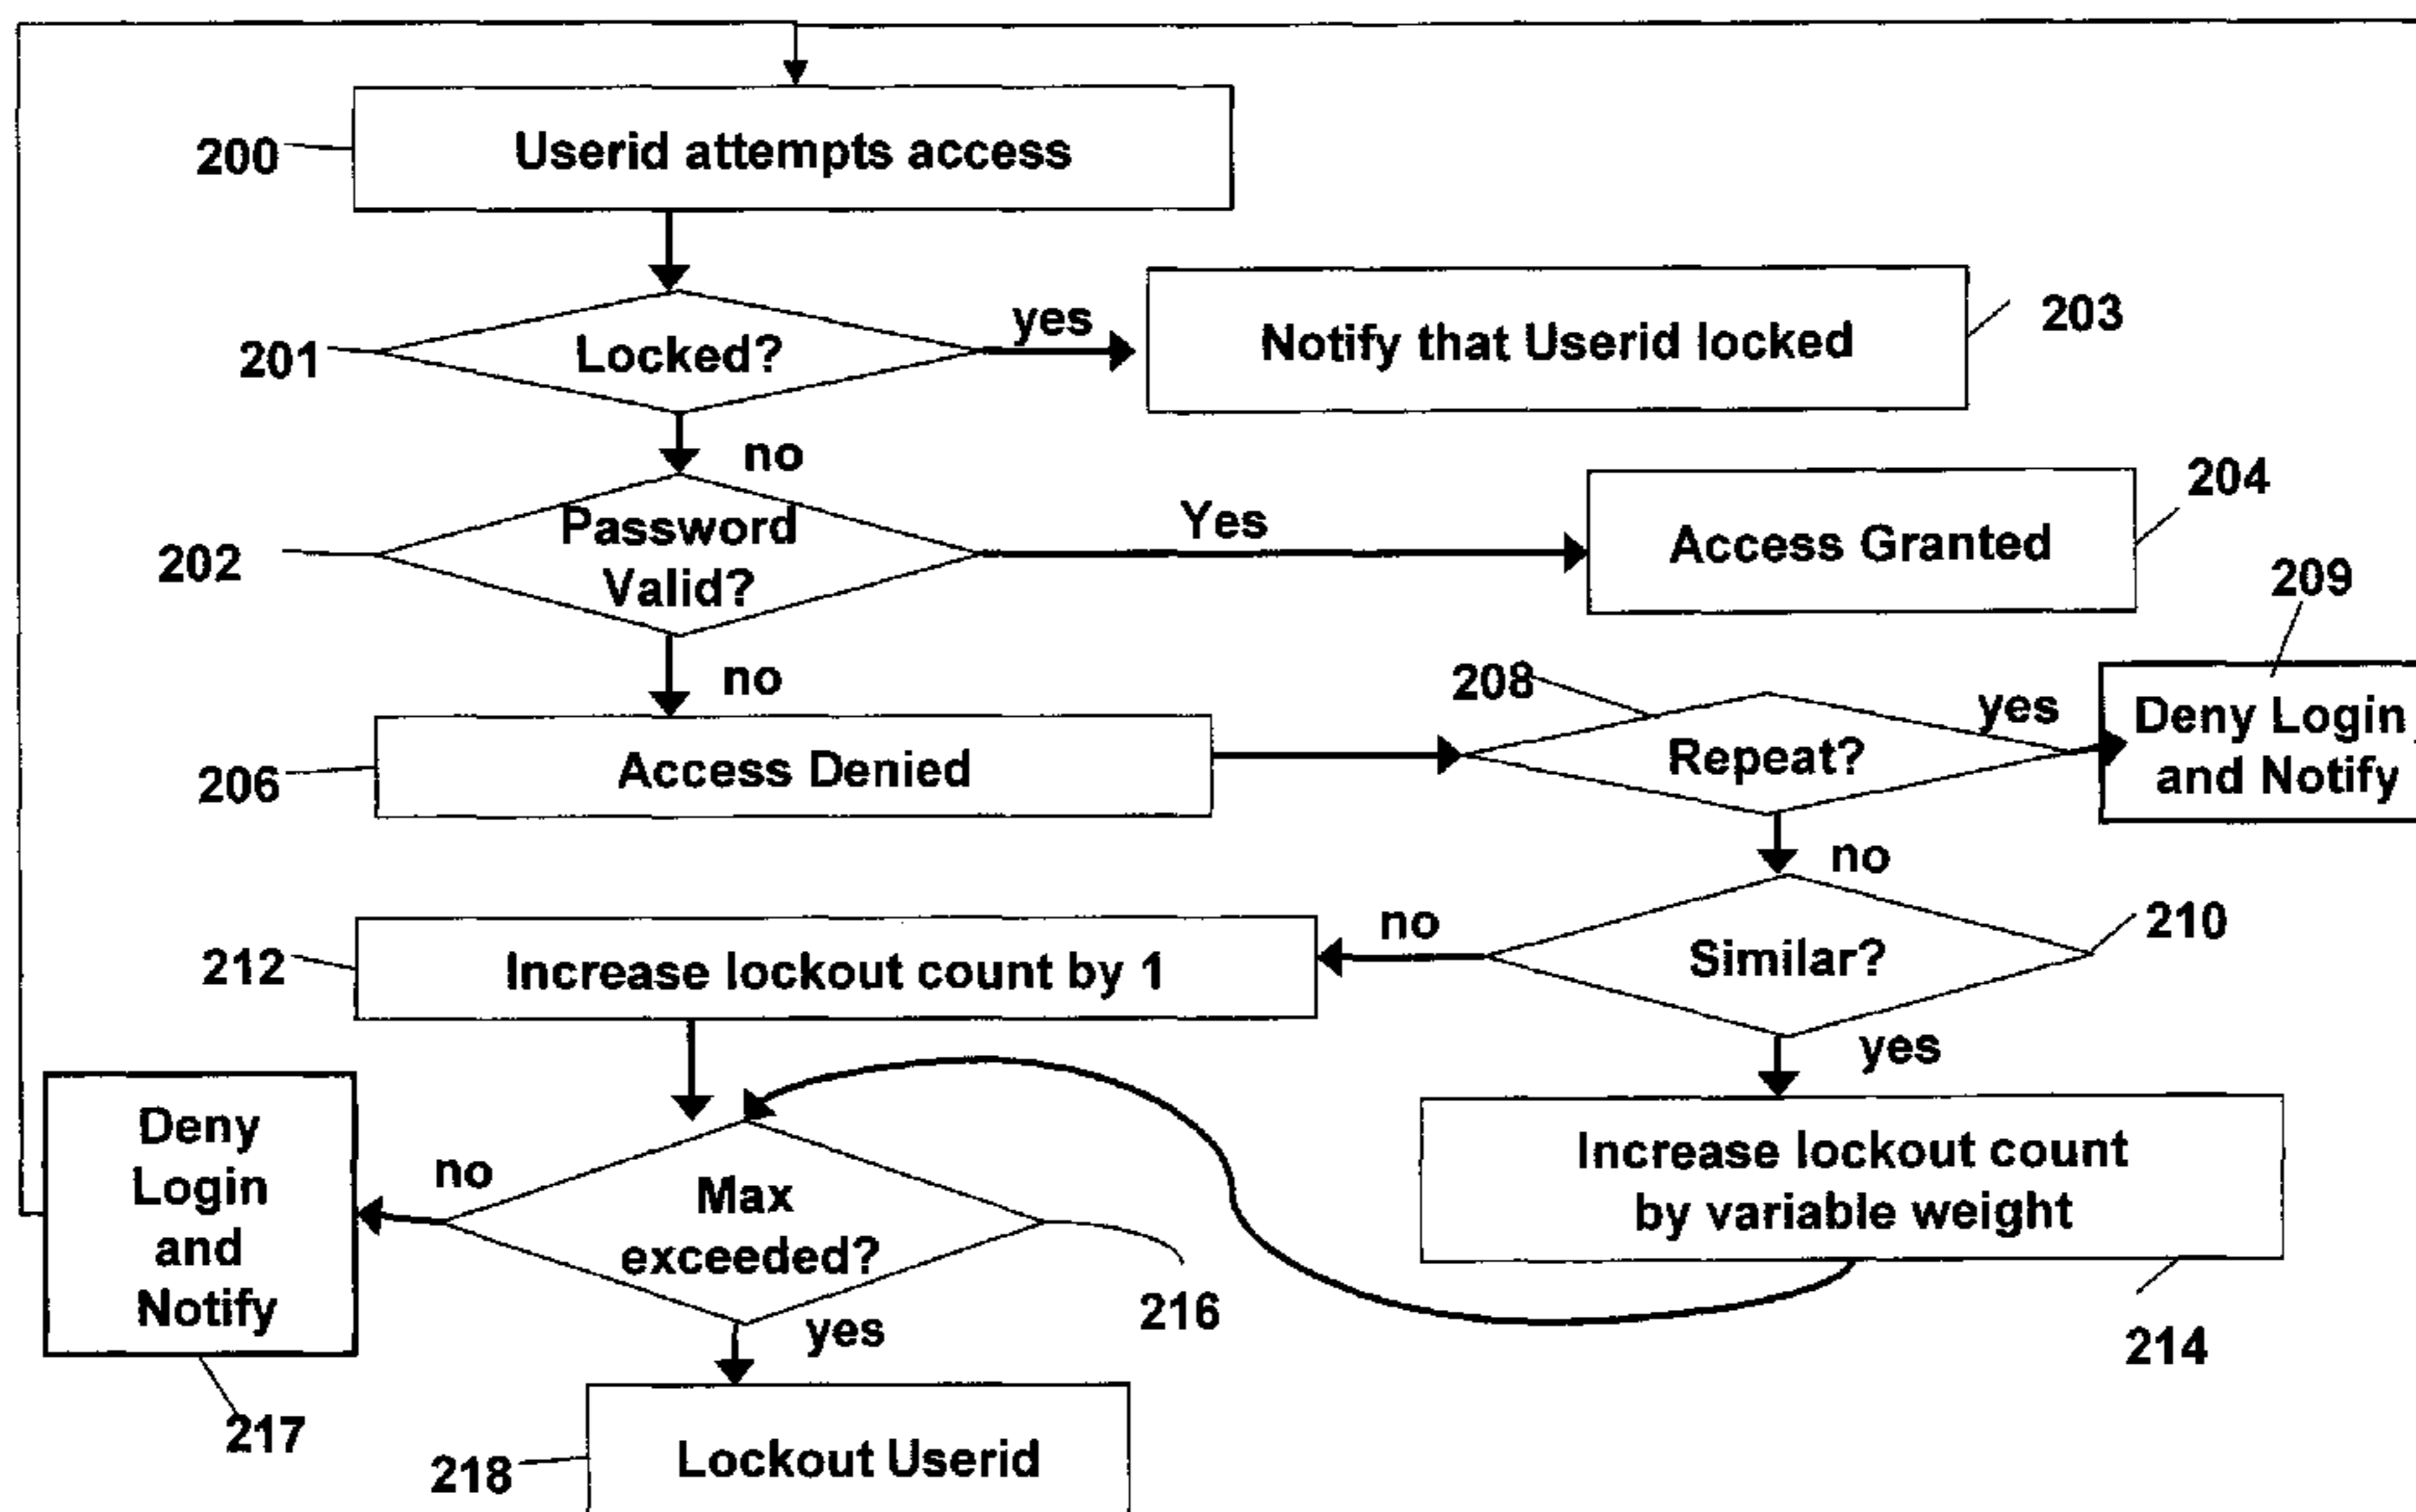 200
Userid attempts access
201
Locked?
yes
Notify that Userid locked
203
no
202
Password
Valid?
Yes
Access Granted
204
209
no
206
Access Denied
208
Repeat?
yes
Deny Login
and Notify
no
212
Increase lockout count by 1
no
Similar?
210
yes
Deny
Login
and
Notify
no
Max
exceeded?
216
Increase lockout count
by variable weight
214
yes
217
218
Lockout Userid